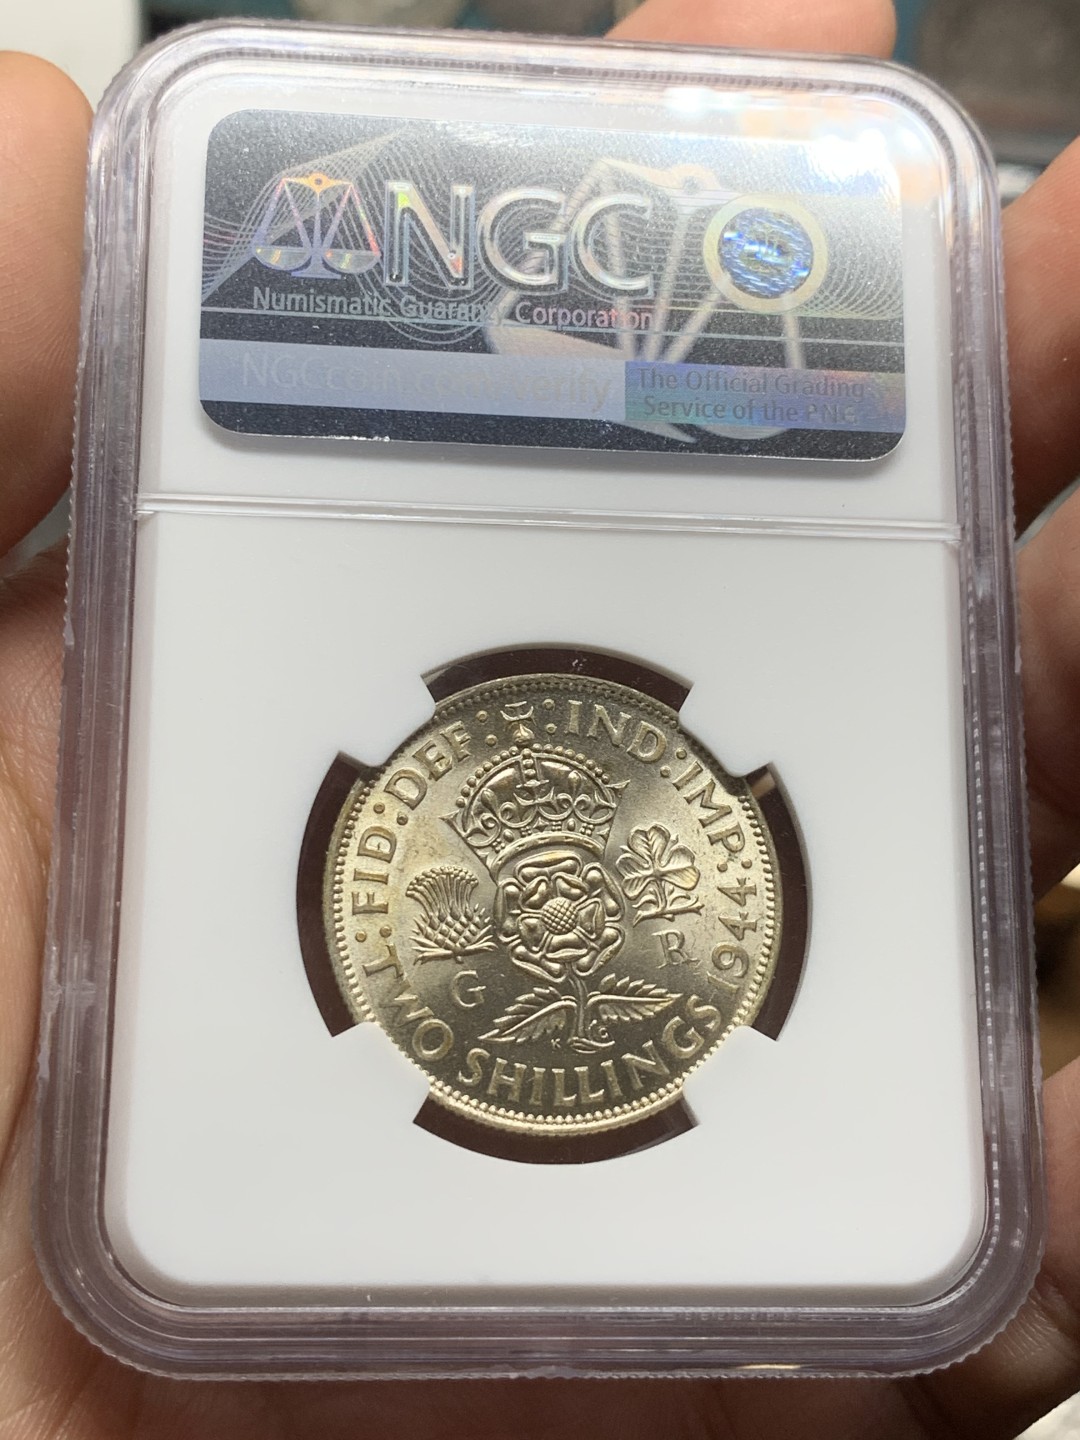 NGC
Numismatic Guaranty Corporation
The Official Grading
Service of the PNG
FID:DEF:IND:IMP:1944
G
R
K G
TWO SHILLINGS